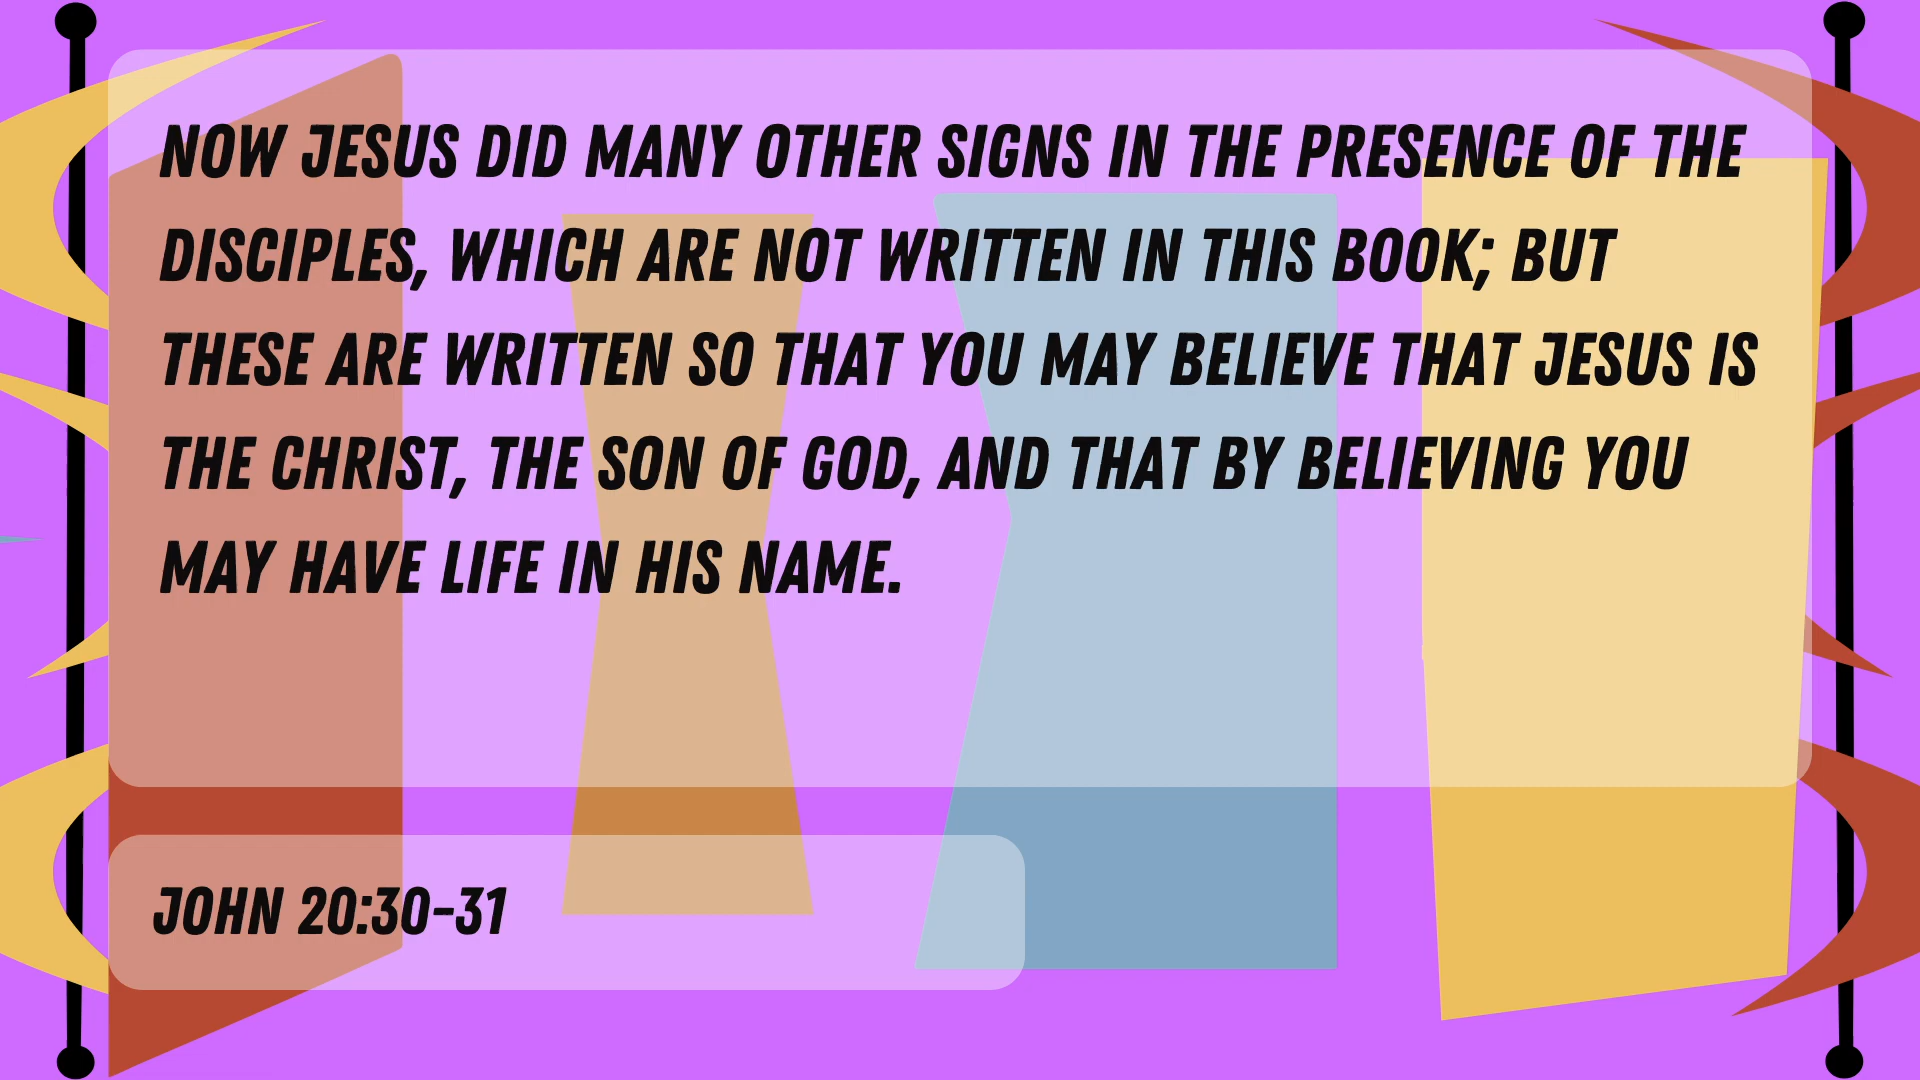 NOW JESUS DID MANY OTHER SIGNS IN THE PRESENCE OF THE
DISCIPLES, WHICH ARE NOT WRITTEN IN THIS BOOK; BUT
THESE ARE WRITTEN SO THAT YOU MAY BELIEVE THAT JESUS IS
THE CHRIST, THE SON OF GOD, AND THAT BY BELIEVING YOU
MAY HAVE LIFE IN HIS NAME.
JOHN 20:30-31